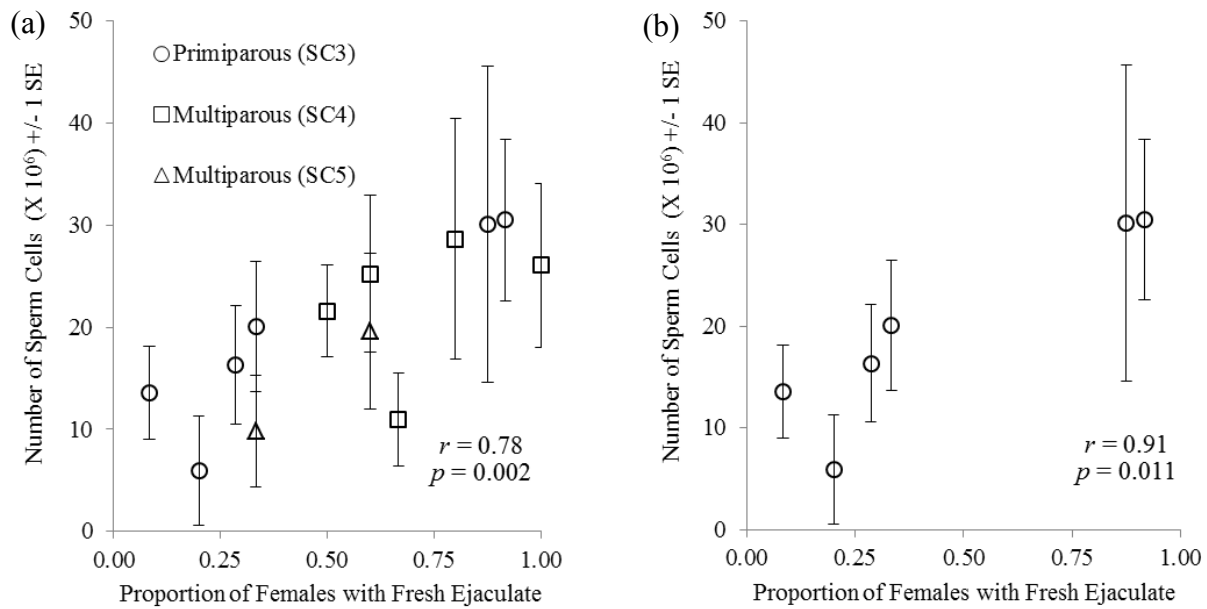 (a)
50
40
30
20
10
0
Number of Sperm Cells (X 10⁶) +/- 1 SE
Primiparous (SC3)
Multiparous (SC4)
Multiparous (SC5)
r = 0.78
p = 0.002
0.00 0.25 0.50 0.75 1.00
Proportion of Females with Fresh Ejaculate
(b)
50
40
30
20
10
0
Number of Sperm Cells (X 10⁶) +/- 1 SE
r = 0.91
p = 0.011
0.00 0.25 0.50 0.75 1.00
Proportion of Females with Fresh Ejaculate